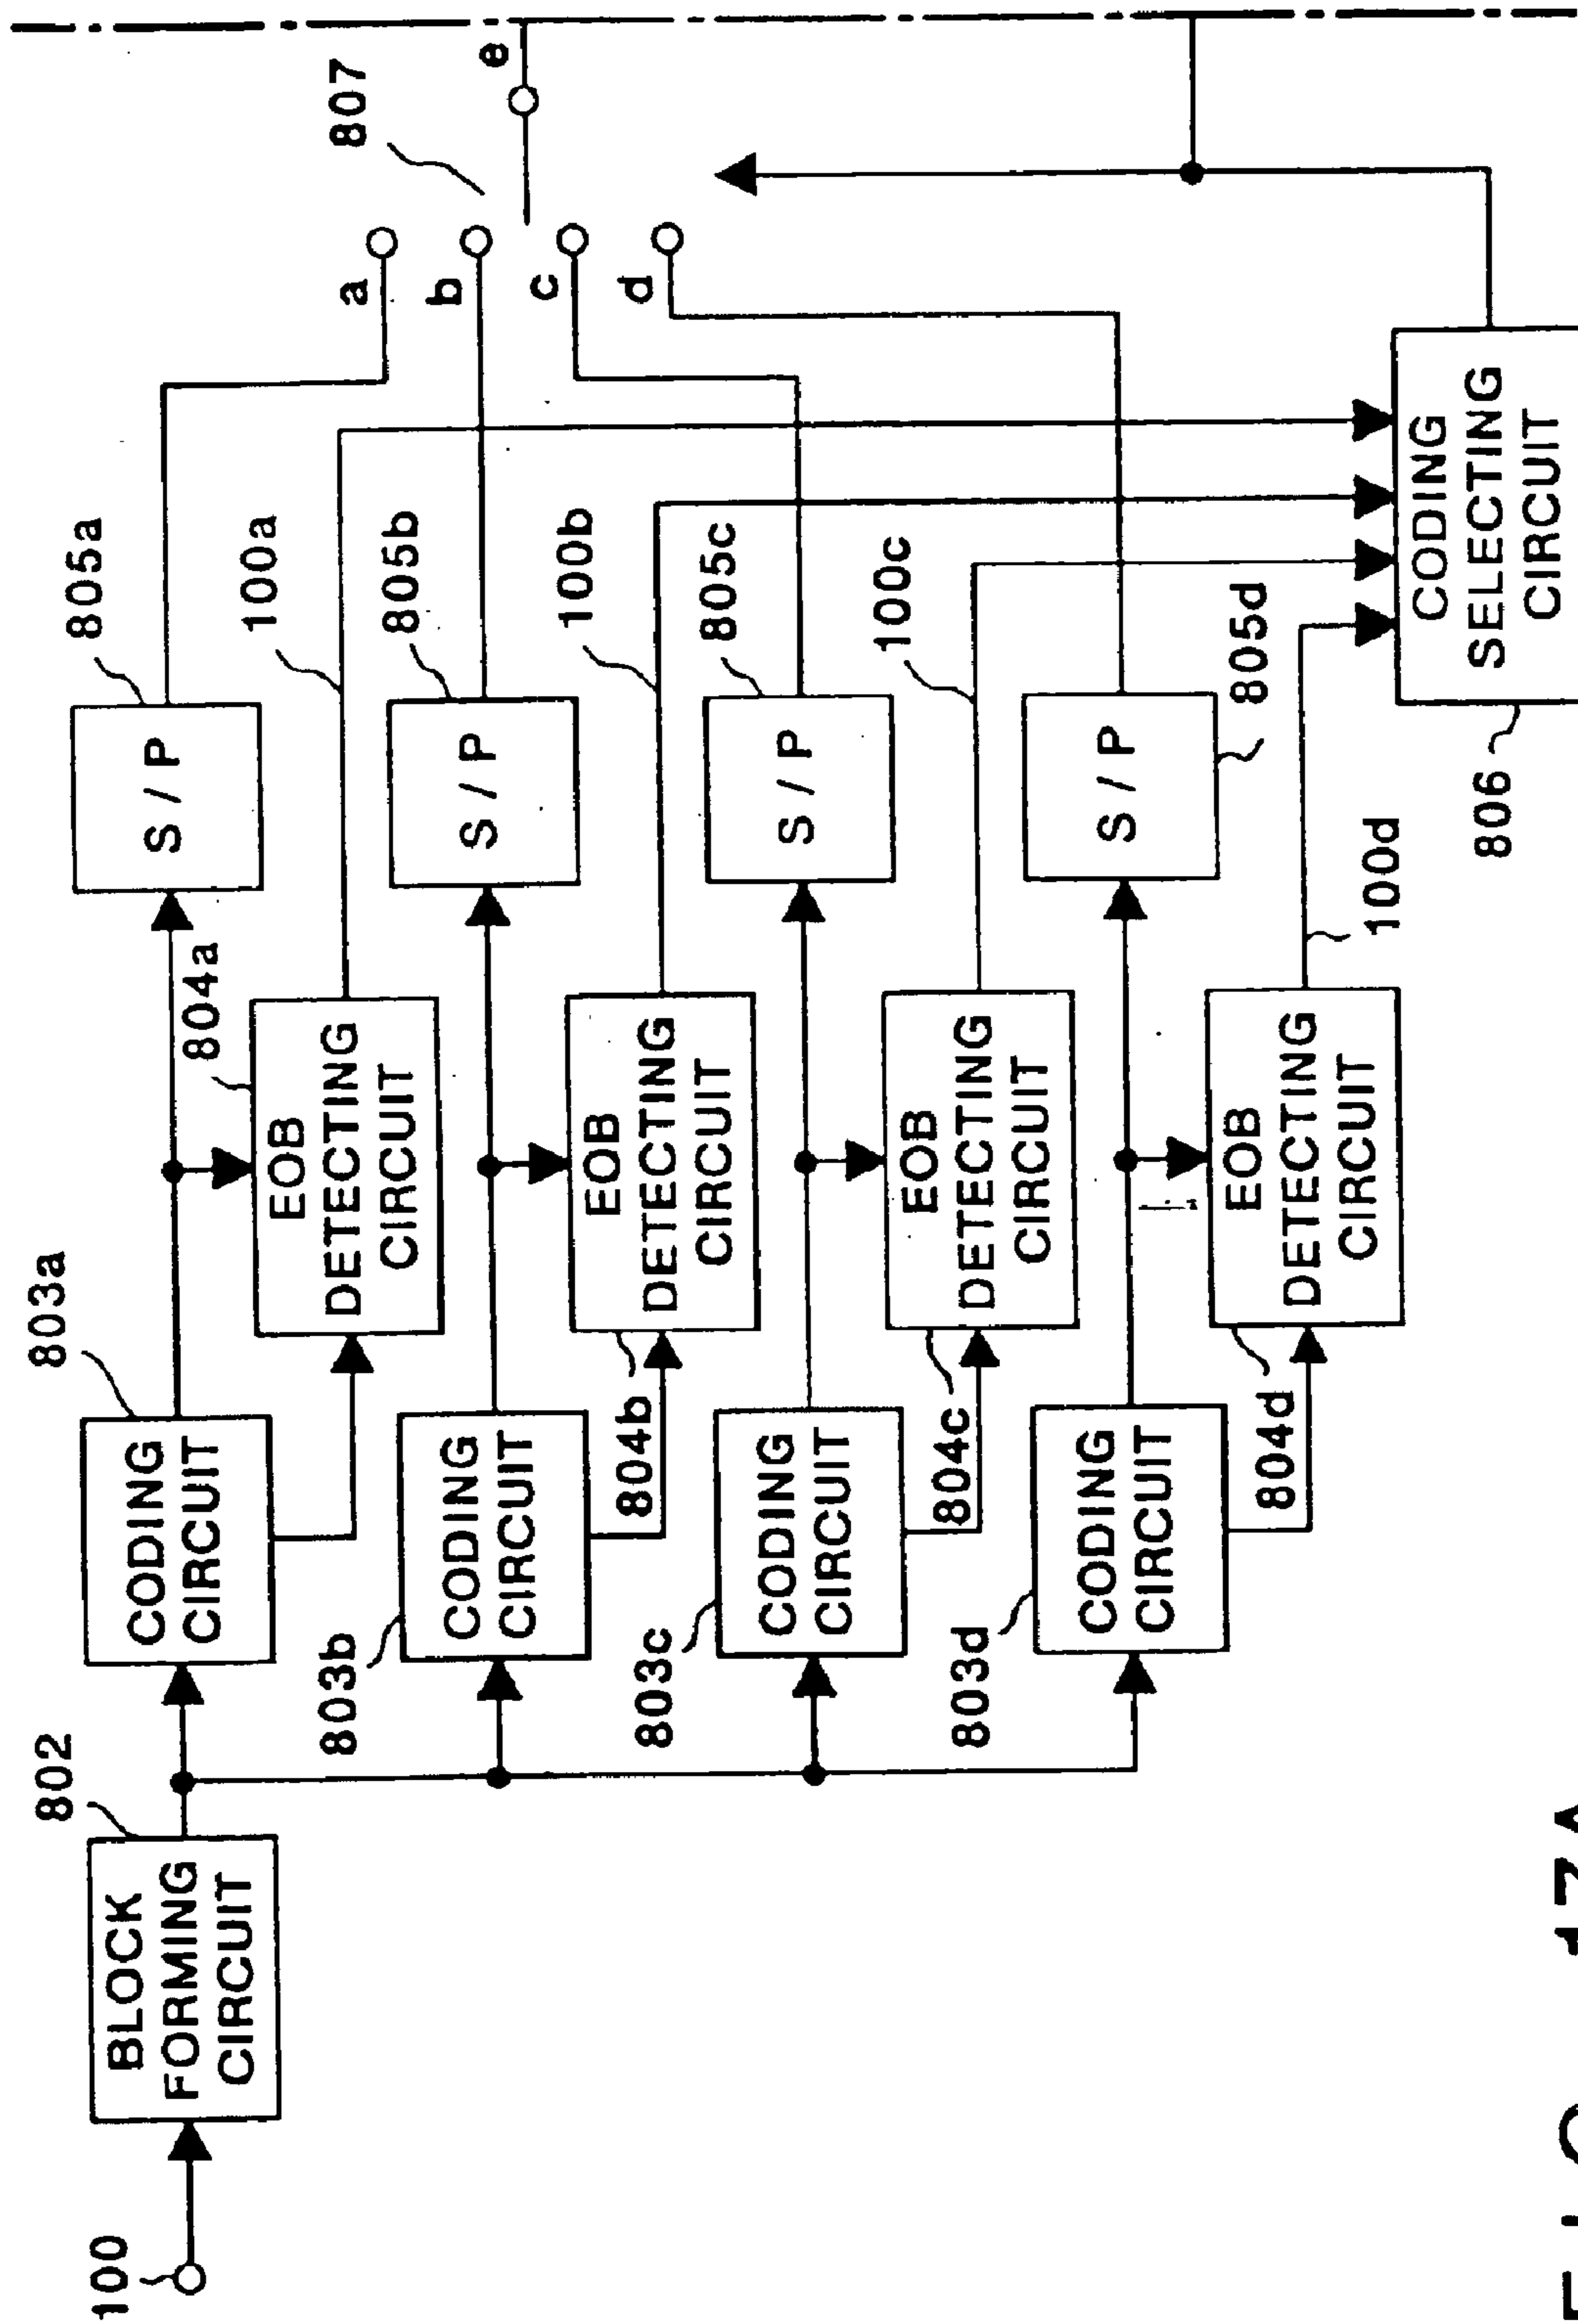 100
BLOCK
FORMING
CIRCUIT
802
803a
CODING
CIRCUIT
804a
EOB
DETECTING
CIRCUIT
805a
S / P
100a
803b
CODING
CIRCUIT
804b
EOB
DETECTING
CIRCUIT
805b
S / P
100b
803c
CODING
CIRCUIT
804c
EOB
DETECTING
CIRCUIT
805c
S / P
100c
803d
CODING
CIRCUIT
804d
EOB
DETECTING
CIRCUIT
805d
S / P
100d
806
CODING
SELECTING
CIRCUIT
a
b
c
d
e
807